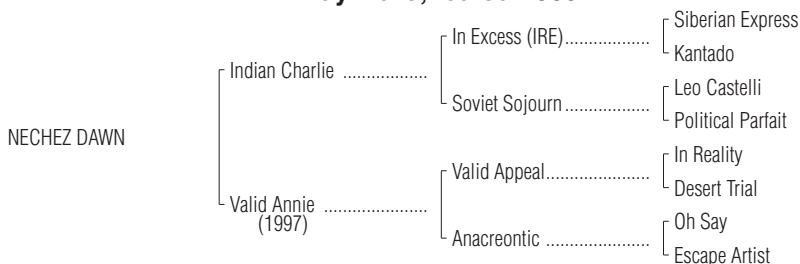 Siberian Express
In Excess (IRE)..................
Kantado
Indian Charlie ..................
Leo Castelli
Soviet Sojourn..................
Political Parfait
NECHEZ DAWN
In Reality
Valid Appeal......................
Desert Trial
Valid Annie ......................
(1997)
Oh Say
Anacreontic ......................
Escape Artist